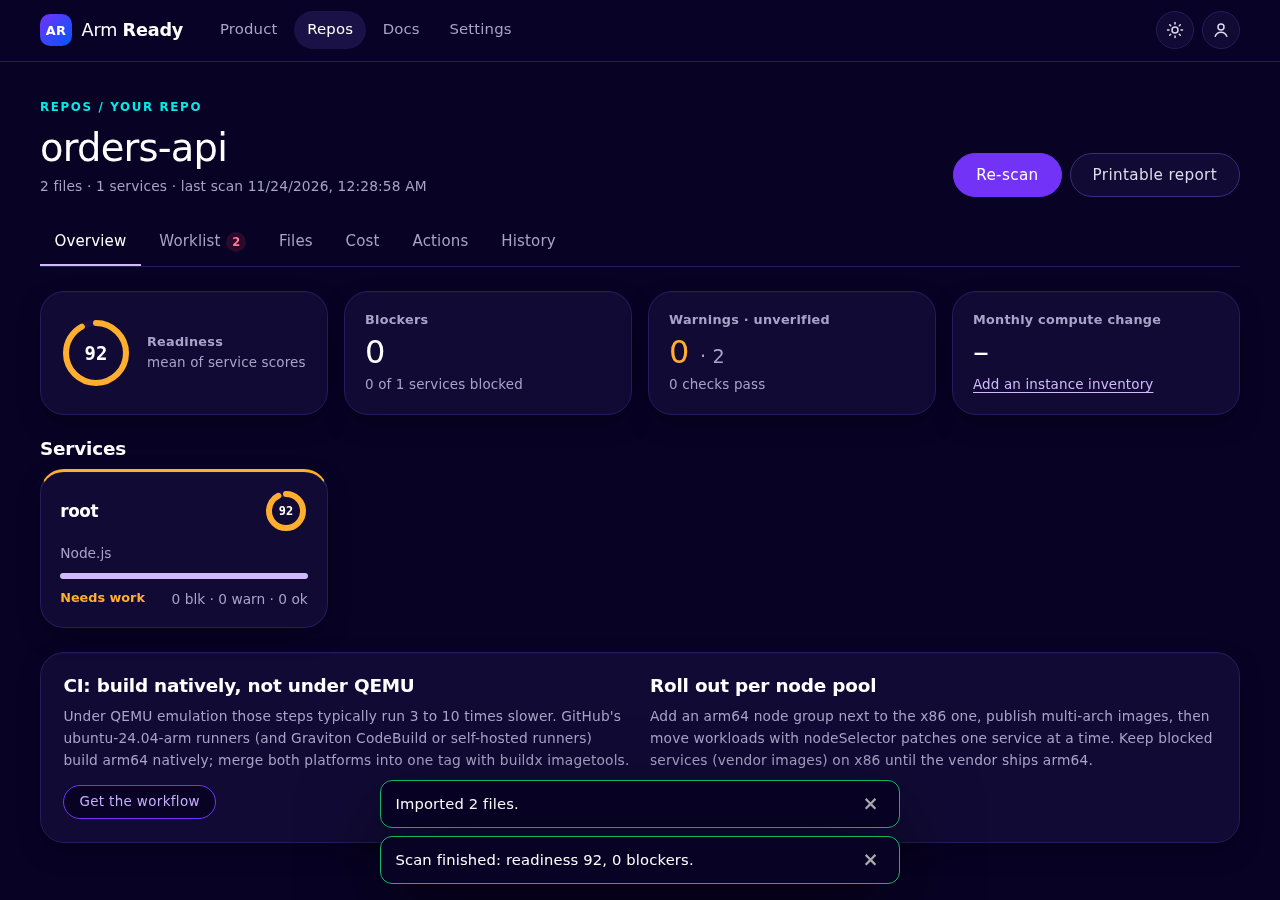 AR Arm Ready Product Repos Docs Settings
REPOS / YOUR REPO
orders-api
2 files · 1 services · last scan 11/24/2026, 12:28:58 AM
Re-scan Printable report
Overview Worklist 2 Files Cost Actions History
92
Readiness
mean of service scores
Blockers
0
0 of 1 services blocked
Warnings · unverified
0 · 2
0 checks pass
Monthly compute change
–
Add an instance inventory
Services
root 92
Node.js
Needs work 0 blk · 0 warn · 0 ok
CI: build natively, not under QEMU
Under QEMU emulation those steps typically run 3 to 10 times slower. GitHub's
ubuntu-24.04-arm runners (and Graviton CodeBuild or self-hosted runners)
build arm64 natively; merge both platforms into one tag with buildx imagetools.
Get the workflow
Roll out per node pool
Add an arm64 node group next to the x86 one, publish multi-arch images, then
move workloads with nodeSelector patches one service at a time. Keep blocked
services (vendor images) on x86 until the vendor ships arm64.
Imported 2 files. ×
Scan finished: readiness 92, 0 blockers. ×